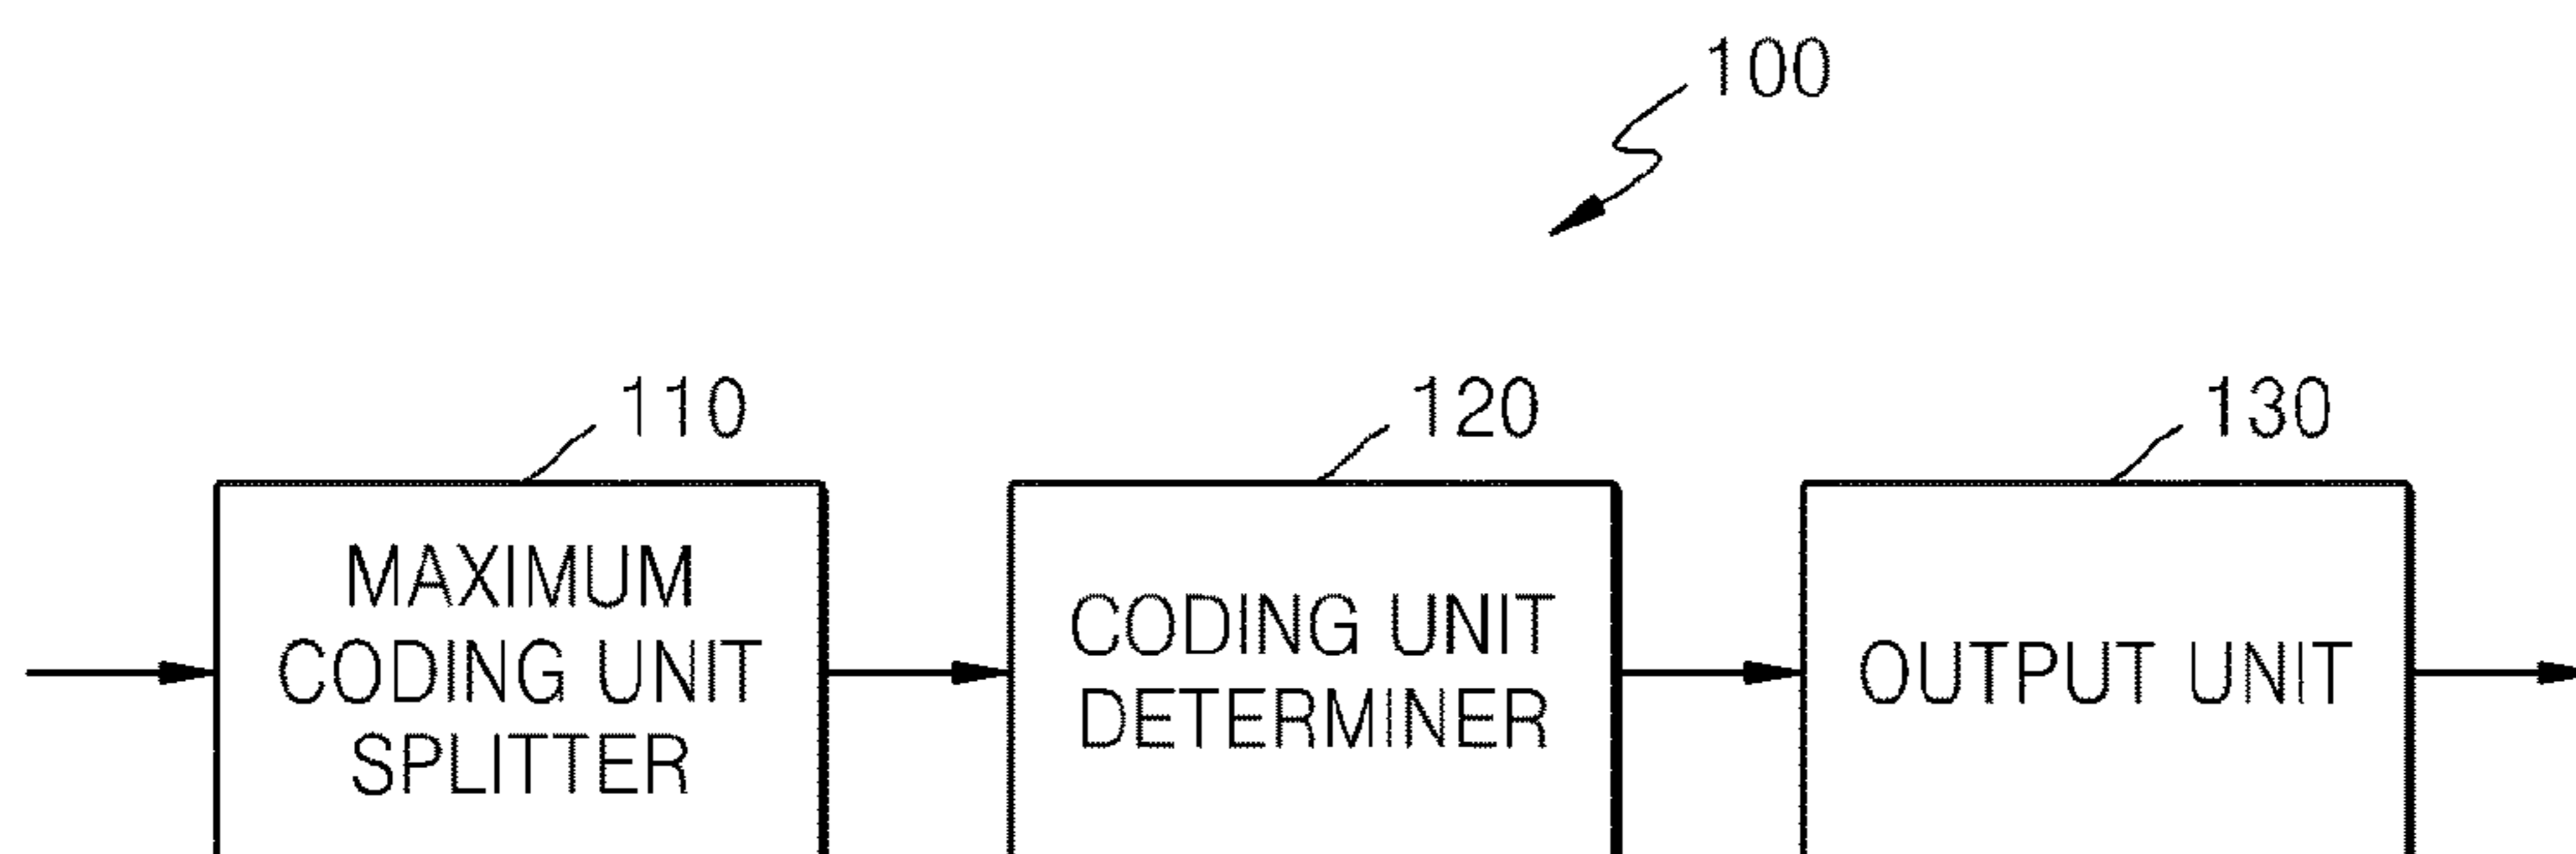 100
110
120
130
MAXIMUM
CODING UNIT
SPLITTER
CODING UNIT
DETERMINER
OUTPUT UNIT